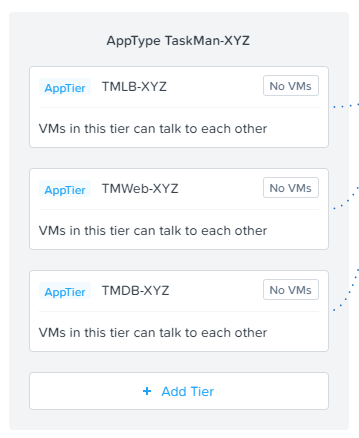 AppType TaskMan-XYZ
AppTier TMLB-XYZ No VMs
VMs in this tier can talk to each other
AppTier TMWeb-XYZ No VMs
VMs in this tier can talk to each other
AppTier TMDB-XYZ No VMs
VMs in this tier can talk to each other
+ Add Tier